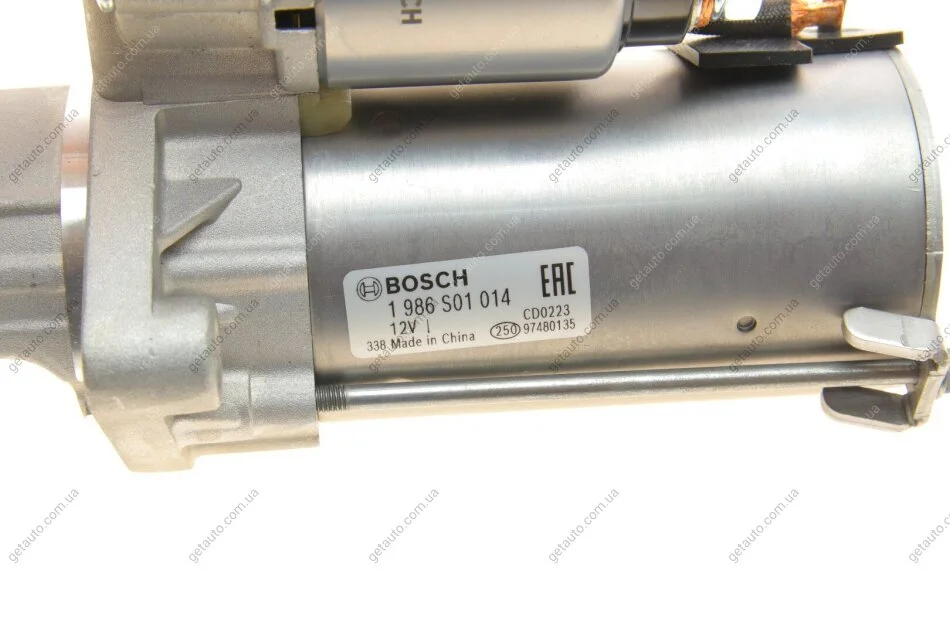 CH
BOSCH
EAC
1 986 S01 014
12V
CD0223
338 Made in China
250 97480135
getauto.com.ua